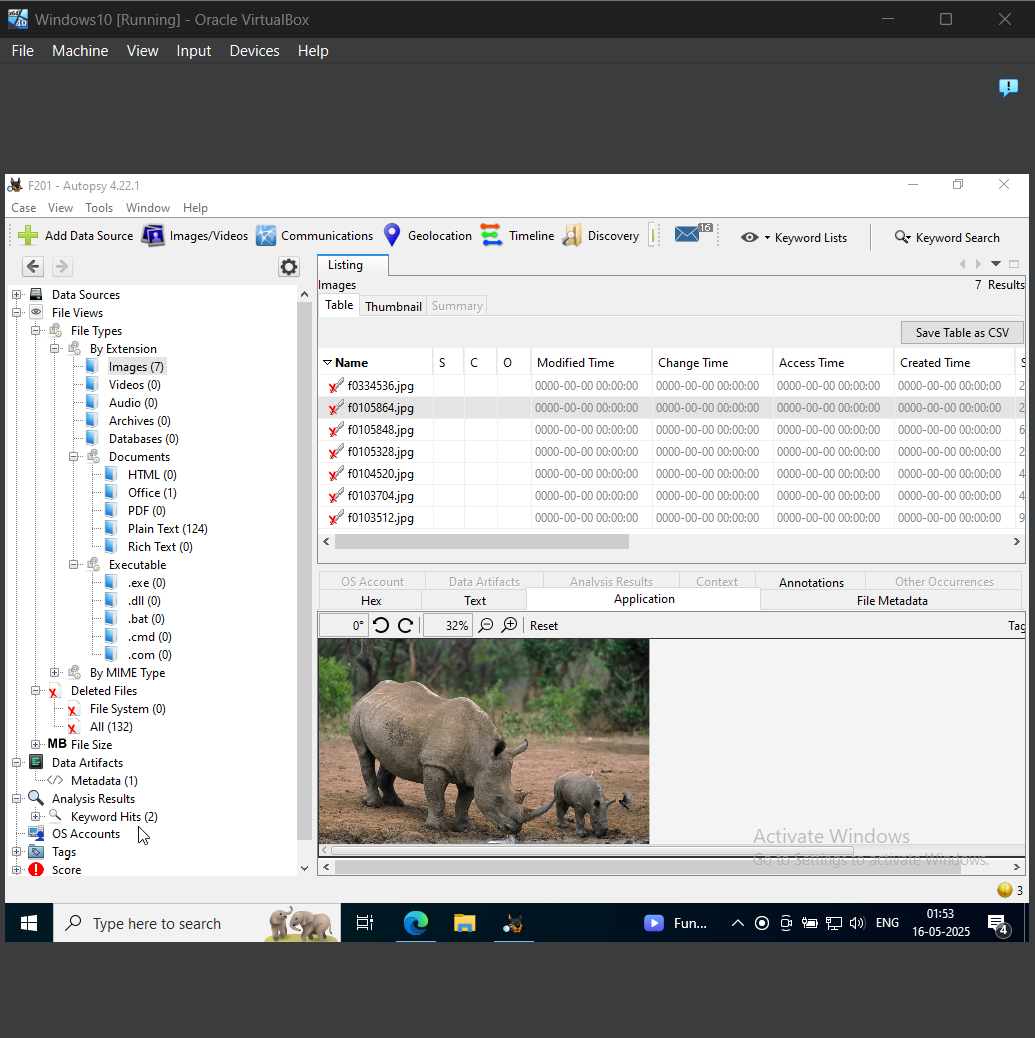 Windows10 [Running] - Oracle VirtualBox
File Machine View Input Devices Help
F201 - Autopsy 4.22.1
Case View Tools Window Help
Add Data Source Images/Videos Communications Geolocation Timeline Discovery 16 Keyword Lists Keyword Search
Listing
Images 7 Results
Table Thumbnail Summary
Save Table as CSV
Name S C O Modified Time Change Time Access Time Created Time S
f0334536.jpg 0000-00-00 00:00:00 0000-00-00 00:00:00 0000-00-00 00:00:00 0000-00-00 00:00:00 2
f0105864.jpg 0000-00-00 00:00:00 0000-00-00 00:00:00 0000-00-00 00:00:00 0000-00-00 00:00:00 2
f0105848.jpg 0000-00-00 00:00:00 0000-00-00 00:00:00 0000-00-00 00:00:00 0000-00-00 00:00:00 6
f0105328.jpg 0000-00-00 00:00:00 0000-00-00 00:00:00 0000-00-00 00:00:00 0000-00-00 00:00:00 2
f0104520.jpg 0000-00-00 00:00:00 0000-00-00 00:00:00 0000-00-00 00:00:00 0000-00-00 00:00:00 4
f0103704.jpg 0000-00-00 00:00:00 0000-00-00 00:00:00 0000-00-00 00:00:00 0000-00-00 00:00:00 4
f0103512.jpg 0000-00-00 00:00:00 0000-00-00 00:00:00 0000-00-00 00:00:00 0000-00-00 00:00:00 9
Data Sources
File Views
File Types
By Extension
Images (7)
Videos (0)
Audio (0)
Archives (0)
Databases (0)
Documents
HTML (0)
Office (1)
PDF (0)
Plain Text (124)
Rich Text (0)
Executable
.exe (0)
.dll (0)
.bat (0)
.cmd (0)
.com (0)
By MIME Type
Deleted Files
File System (0)
All (132)
MB File Size
Data Artifacts
Metadata (1)
Analysis Results
Keyword Hits (2)
OS Accounts
Tags
Score
OS Account Data Artifacts Analysis Results Context Annotations Other Occurrences
Hex Text Application File Metadata
0° 32% Reset Tag
Activate Windows
Go to Settings to activate Windows.
3
Type here to search Fun... ENG 01:53
16-05-2025 4